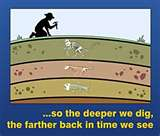 ...so the deeper we dig,
the farther back in time we see